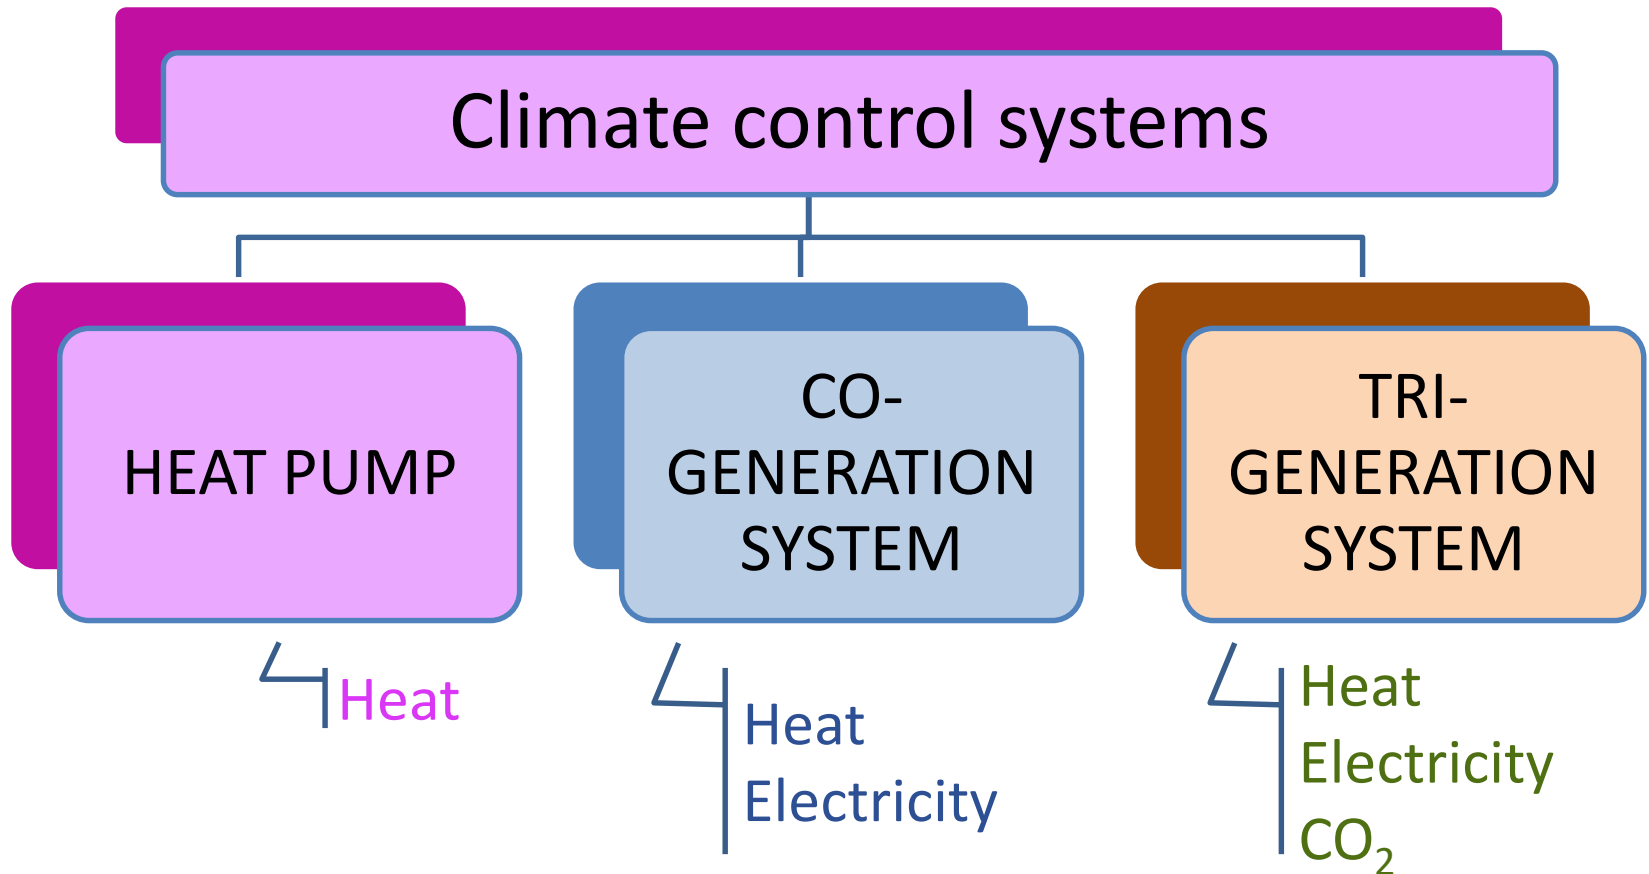 Climate control systems
HEAT PUMP
CO-
GENERATION
SYSTEM
TRI-
GENERATION
SYSTEM
Heat
Heat
Electricity
Heat
Electricity
CO₂